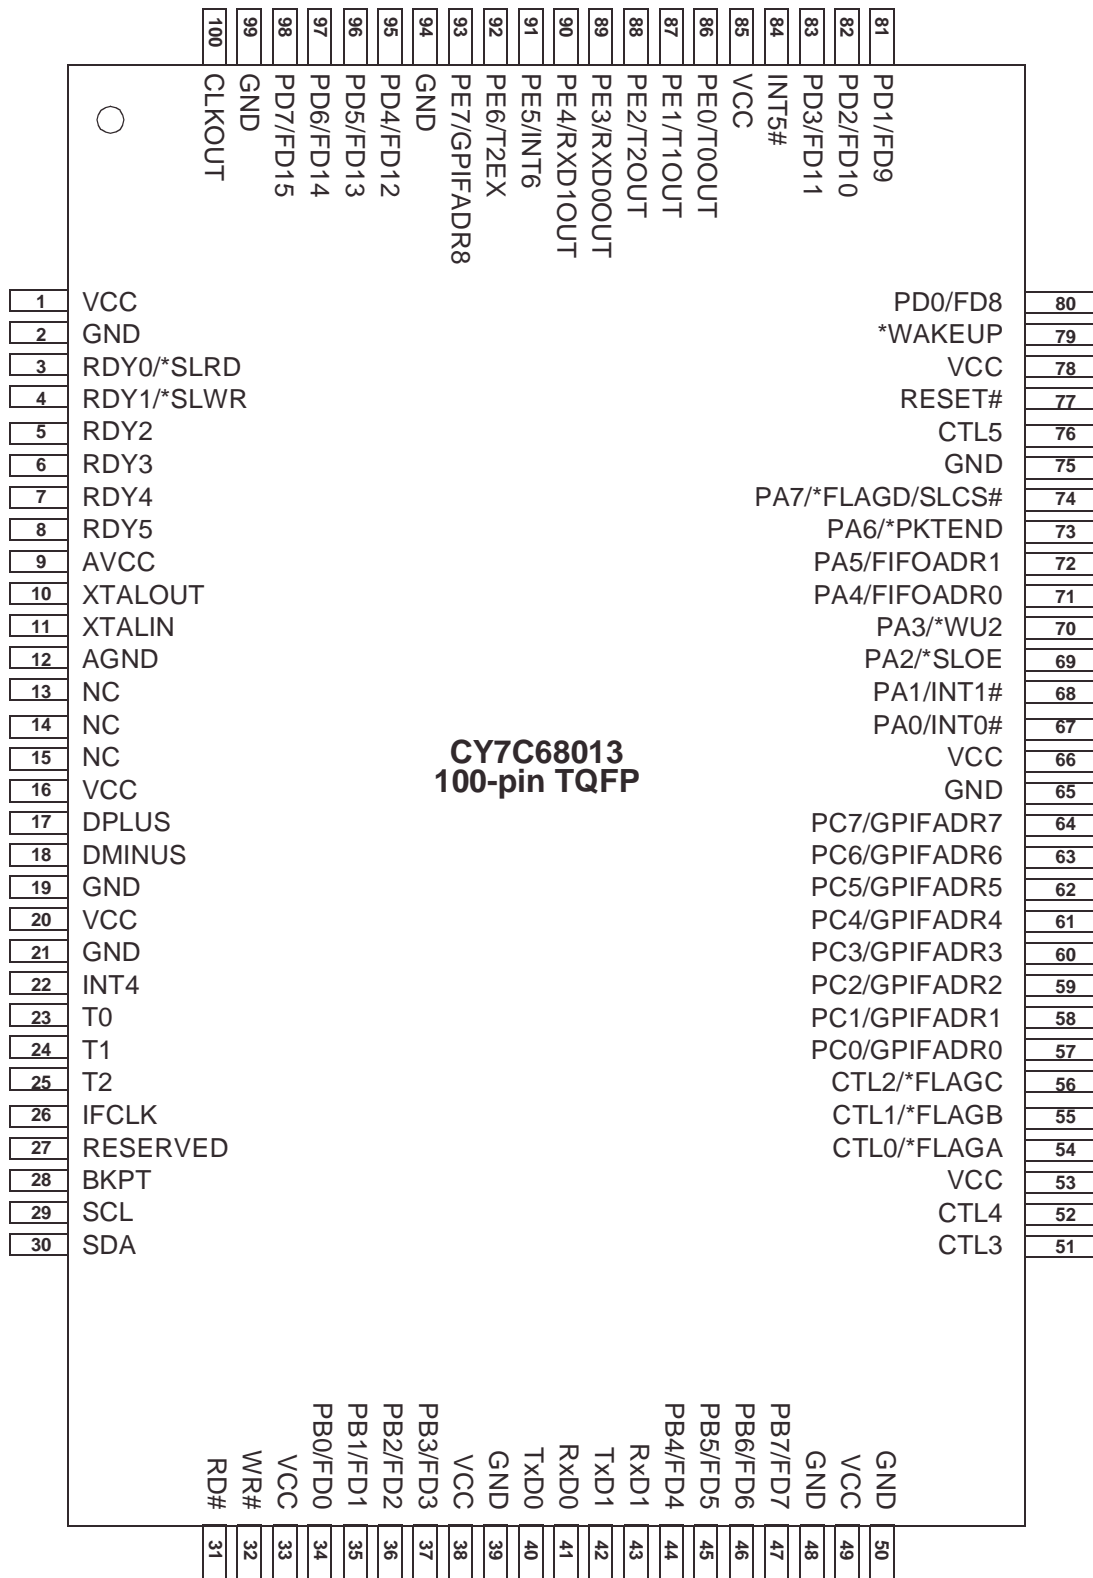 100 99 98 97 96 95 94 93 92 91 90 89 88 87 86 85 84 83 82 81
CLKOUT
GND
PD7/FD15
PD6/FD14
PD5/FD13
PD4/FD12
GND
PE7/GPIFADR8
PE6/T2EX
PE5/INT6
PE4/RXD1OUT
PE3/RXD0OUT
PE2/T2OUT
PE1/T1OUT
PE0/T0OUT
VCC
INT5#
PD3/FD11
PD2/FD10
PD1/FD9
1 VCC
2 GND
3 RDY0/*SLRD
4 RDY1/*SLWR
5 RDY2
6 RDY3
7 RDY4
8 RDY5
9 AVCC
10 XTALOUT
11 XTALIN
12 AGND
13 NC
14 NC
15 NC
16 VCC
17 DPLUS
18 DMINUS
19 GND
20 VCC
21 GND
22 INT4
23 T0
24 T1
25 T2
26 IFCLK
27 RESERVED
28 BKPT
29 SCL
30 SDA
CY7C68013
100-pin TQFP
PD0/FD8 80
*WAKEUP 79
VCC 78
RESET# 77
CTL5 76
GND 75
PA7/*FLAGD/SLCS# 74
PA6/*PKTEND 73
PA5/FIFOADR1 72
PA4/FIFOADR0 71
PA3/*WU2 70
PA2/*SLOE 69
PA1/INT1# 68
PA0/INT0# 67
VCC 66
GND 65
PC7/GPIFADR7 64
PC6/GPIFADR6 63
PC5/GPIFADR5 62
PC4/GPIFADR4 61
PC3/GPIFADR3 60
PC2/GPIFADR2 59
PC1/GPIFADR1 58
PC0/GPIFADR0 57
CTL2/*FLAGC 56
CTL1/*FLAGB 55
CTL0/*FLAGA 54
VCC 53
CTL4 52
CTL3 51
RD#
WR#
VCC
PB0/FD0
PB1/FD1
PB2/FD2
PB3/FD3
VCC
GND
TxD0
RxD0
TxD1
RxD1
PB4/FD4
PB5/FD5
PB6/FD6
PB7/FD7
GND
VCC
GND
31 32 33 34 35 36 37 38 39 40 41 42 43 44 45 46 47 48 49 50